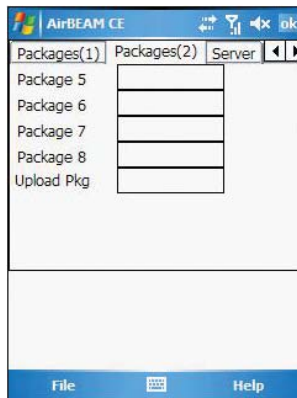 AirBEAM CE ok
Packages(1) Packages(2) Server
Package 5
Package 6
Package 7
Package 8
Upload Pkg
File Help